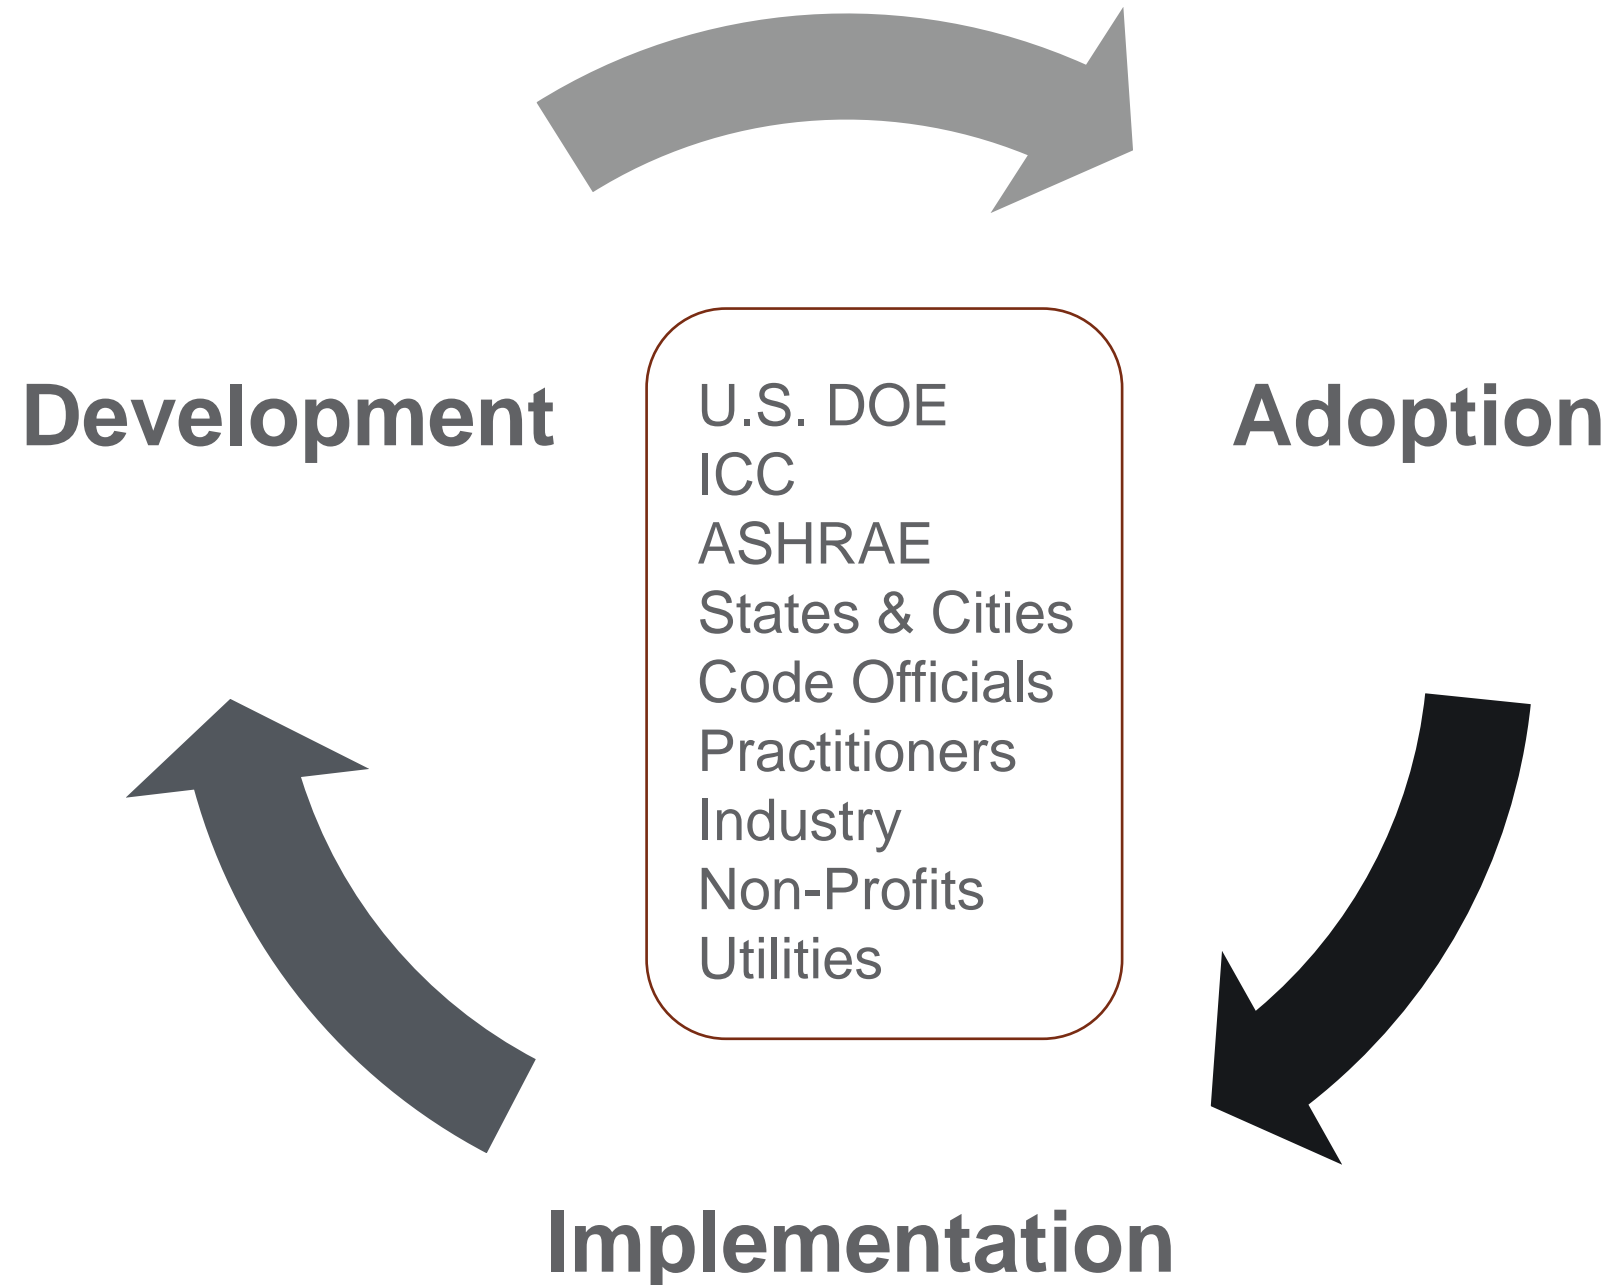 Development
Adoption
U.S. DOE
ICC
ASHRAE
States & Cities
Code Officials
Practitioners
Industry
Non-Profits
Utilities
Implementation